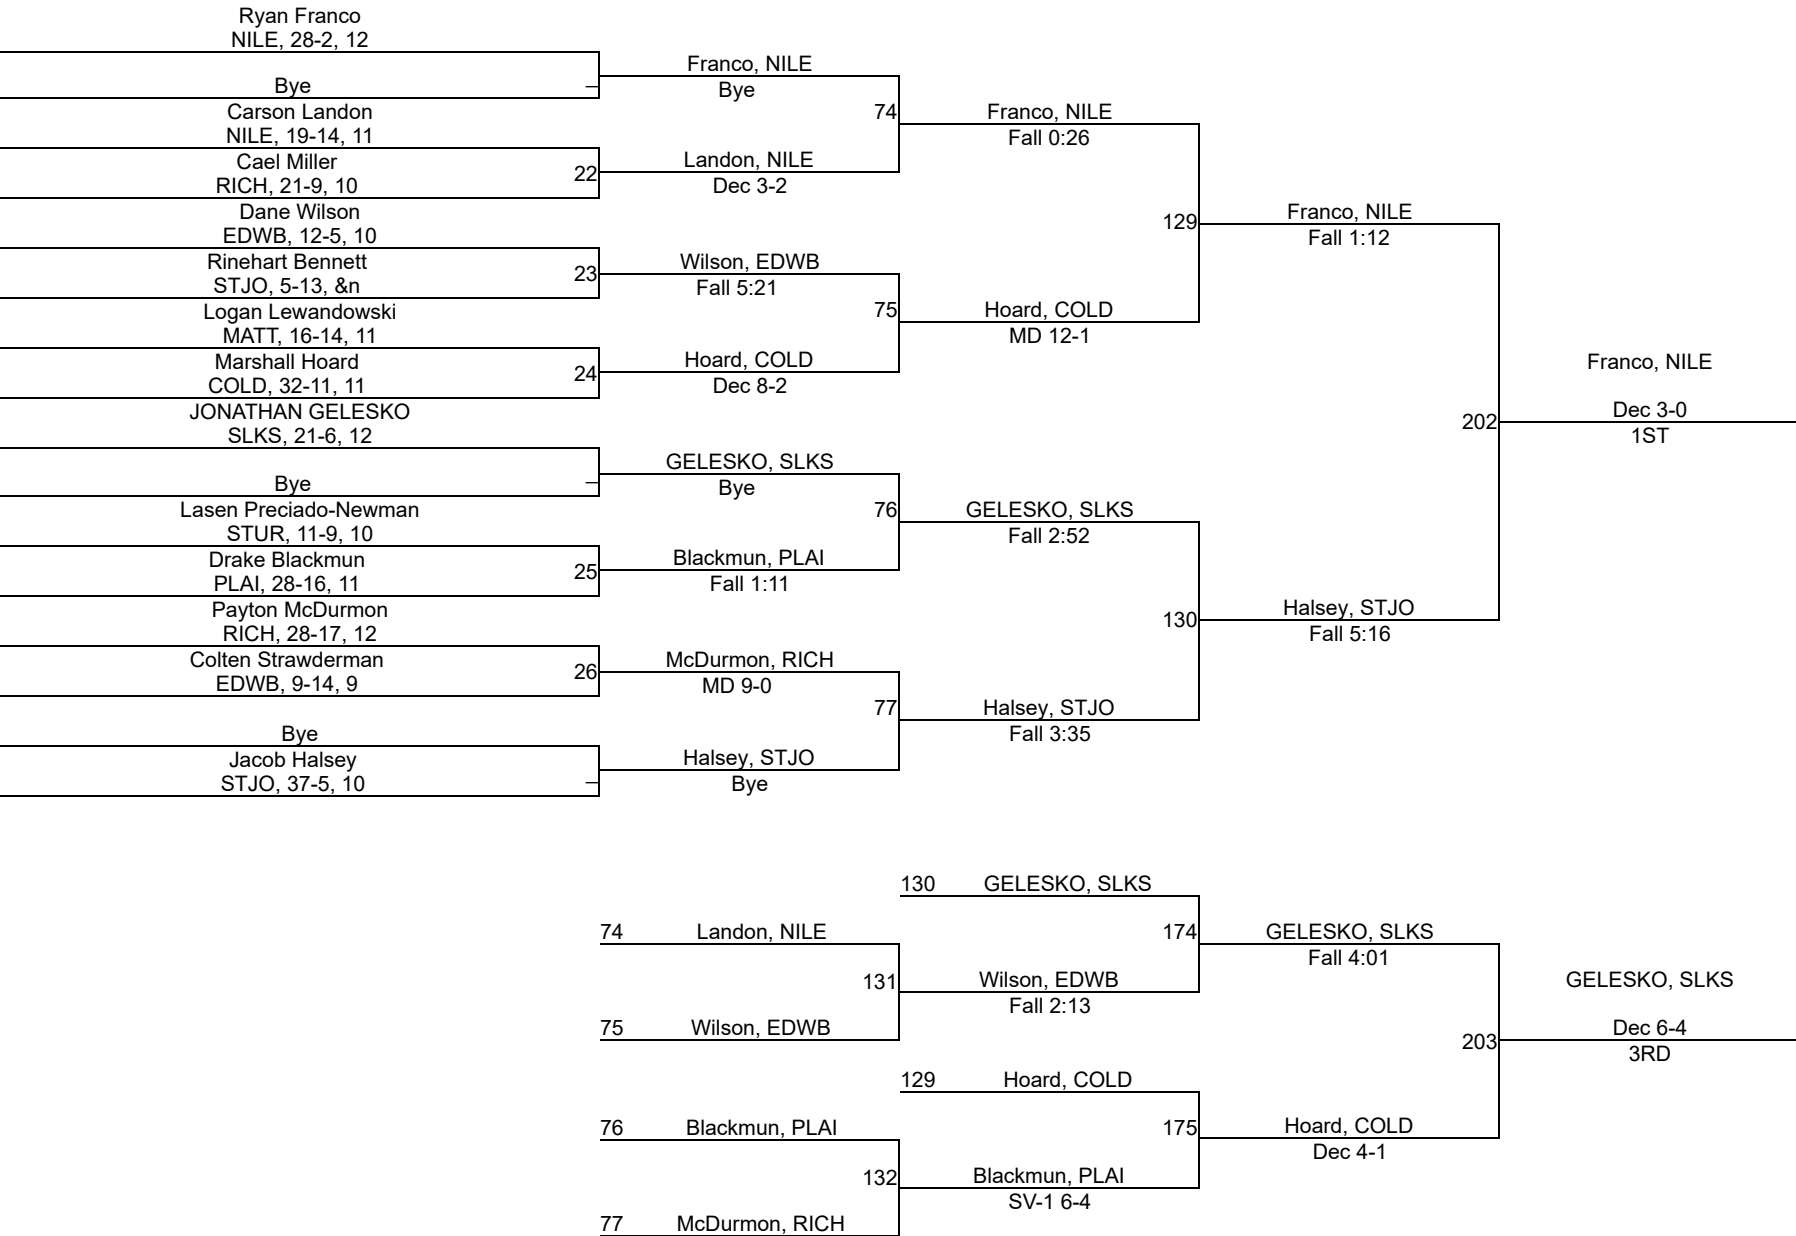 Ryan Franco
NILE, 28-2, 12
Bye
Carson Landon
NILE, 19-14, 11
Cael Miller
RICH, 21-9, 10
22
Dane Wilson
EDWB, 12-5, 10
Rinehart Bennett
STJO, 5-13, &n
23
Logan Lewandowski
MATT, 16-14, 11
Marshall Hoard
COLD, 32-11, 11
24
JONATHAN GELESKO
SLKS, 21-6, 12
Bye
Lasen Preciado-Newman
STUR, 11-9, 10
Drake Blackmun
PLAI, 28-16, 11
25
Payton McDurmon
RICH, 28-17, 12
Colten Strawderman
EDWB, 9-14, 9
26
Bye
Jacob Halsey
STJO, 37-5, 10
Franco, NILE
Bye
74
Landon, NILE
Dec 3-2
Wilson, EDWB
Fall 5:21
75
Hoard, COLD
Dec 8-2
GELESKO, SLKS
Bye
76
Blackmun, PLAI
Fall 1:11
McDurmon, RICH
MD 9-0
77
Halsey, STJO
Bye
Franco, NILE
Fall 0:26
129
Hoard, COLD
MD 12-1
GELESKO, SLKS
Fall 2:52
130
Halsey, STJO
Fall 3:35
Franco, NILE
Fall 1:12
202
Halsey, STJO
Fall 5:16
Franco, NILE
Dec 3-0
1ST
74 Landon, NILE
131
75 Wilson, EDWB
76 Blackmun, PLAI
132
77 McDurmon, RICH
130 GELESKO, SLKS
174
Wilson, EDWB
Fall 2:13
129 Hoard, COLD
175
Blackmun, PLAI
SV-1 6-4
GELESKO, SLKS
Fall 4:01
203
Hoard, COLD
Dec 4-1
GELESKO, SLKS
Dec 6-4
3RD